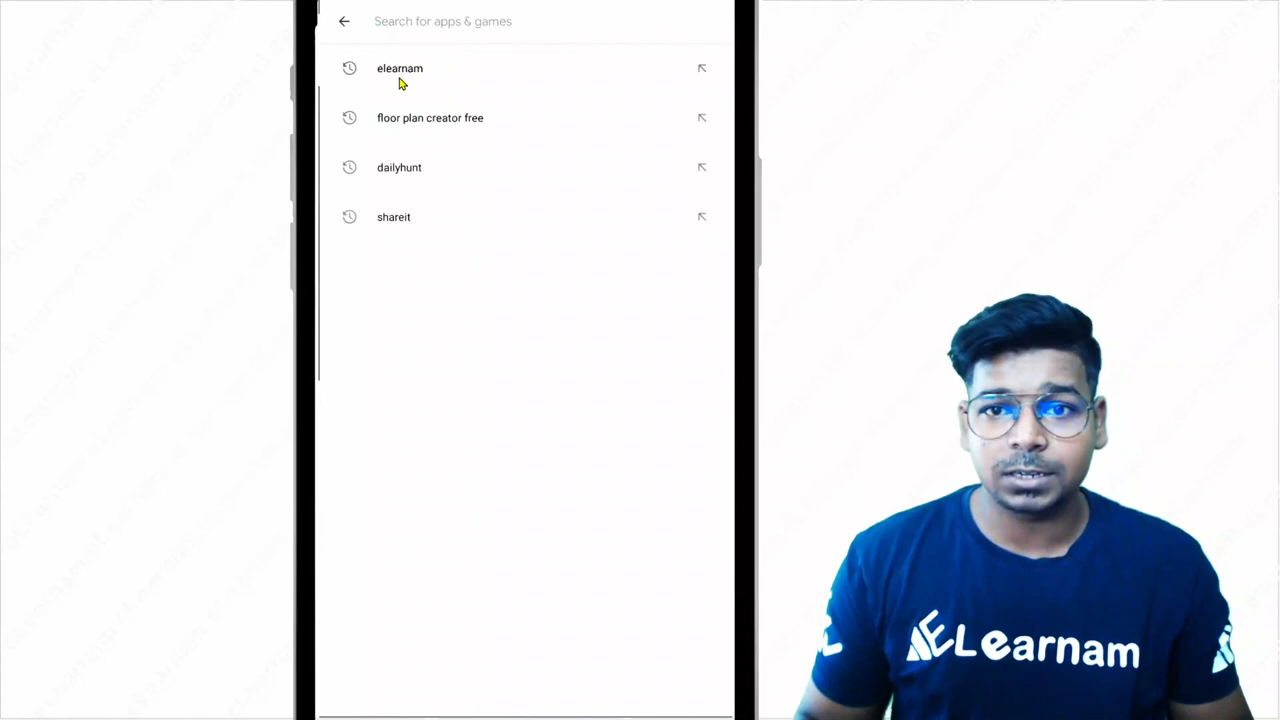 Search for apps & games
elearnam
floor plan creator free
dailyhunt
shareit
ELearnam